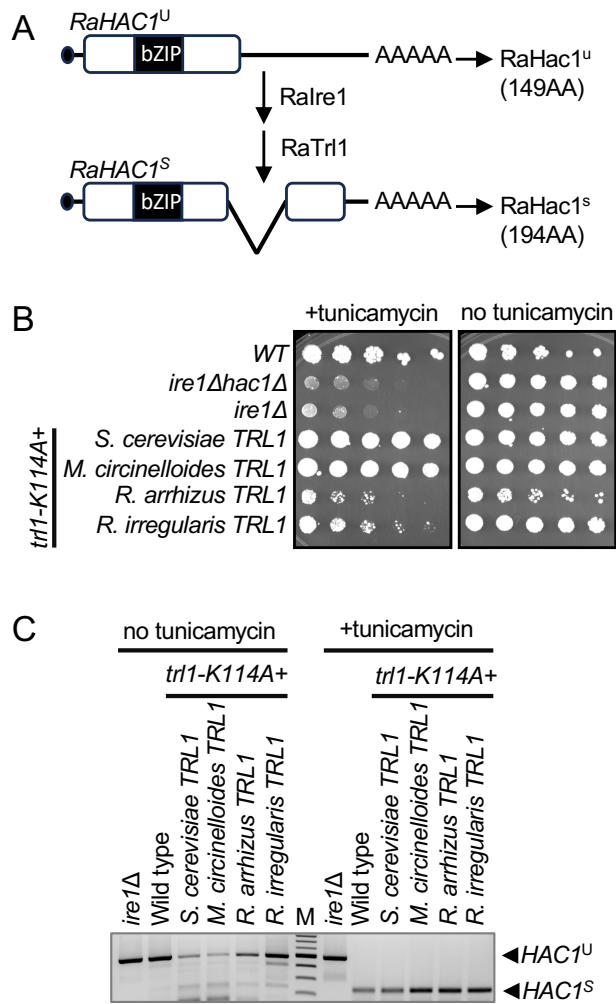 A
RaHAC1ᵁ
bZIP
AAAAA
RaHac1ᵘ
(149AA)
RaIre1
RaTrl1
RaHAC1ˢ
bZIP
AAAAA
RaHac1ˢ
(194AA)
B
+tunicamycin
no tunicamycin
WT
ire1Δhac1Δ
ire1Δ
trl1-K114A+
S. cerevisiae TRL1
M. circinelloides TRL1
R. arrhizus TRL1
R. irregularis TRL1
C
no tunicamycin
+tunicamycin
trl1-K114A+
trl1-K114A+
ire1Δ
Wild type
S. cerevisiae TRL1
M. circinelloides TRL1
R. arrhizus TRL1
R. irregularis TRL1
M
ire1Δ
Wild type
S. cerevisiae TRL1
M. circinelloides TRL1
R. arrhizus TRL1
R. irregularis TRL1
◄HAC1ᵁ
◄HAC1ˢ